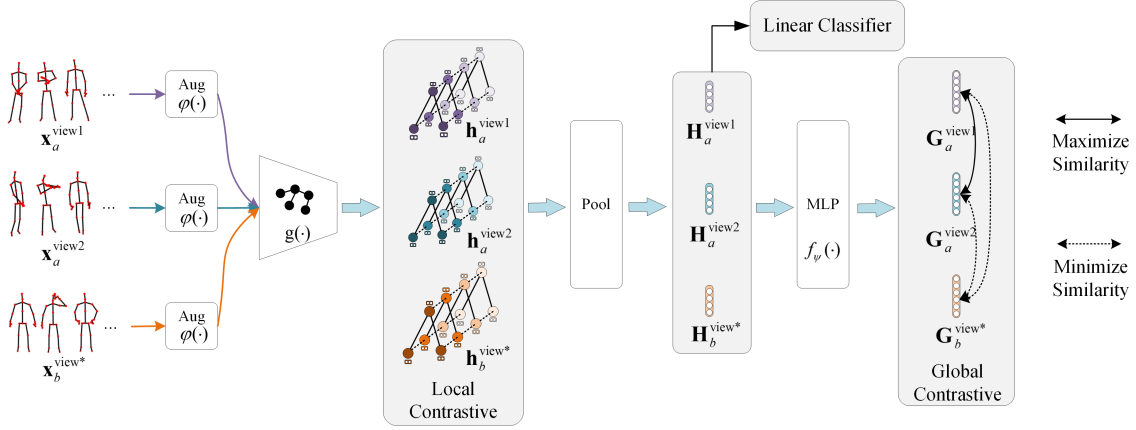 Linear Classifier
Aug
φ(·)
...
x_a^view1
Aug
φ(·)
...
x_a^view2
Aug
φ(·)
...
x_b^view*
g(·)
h_a^view1
h_a^view2
h_b^view*
Local
Contrastive
Pool
H_a^view1
H_a^view2
H_b^view*
MLP
f_ψ(·)
G_a^view1
G_a^view2
G_b^view*
Global
Contrastive
Maximize
Similarity
Minimize
Similarity